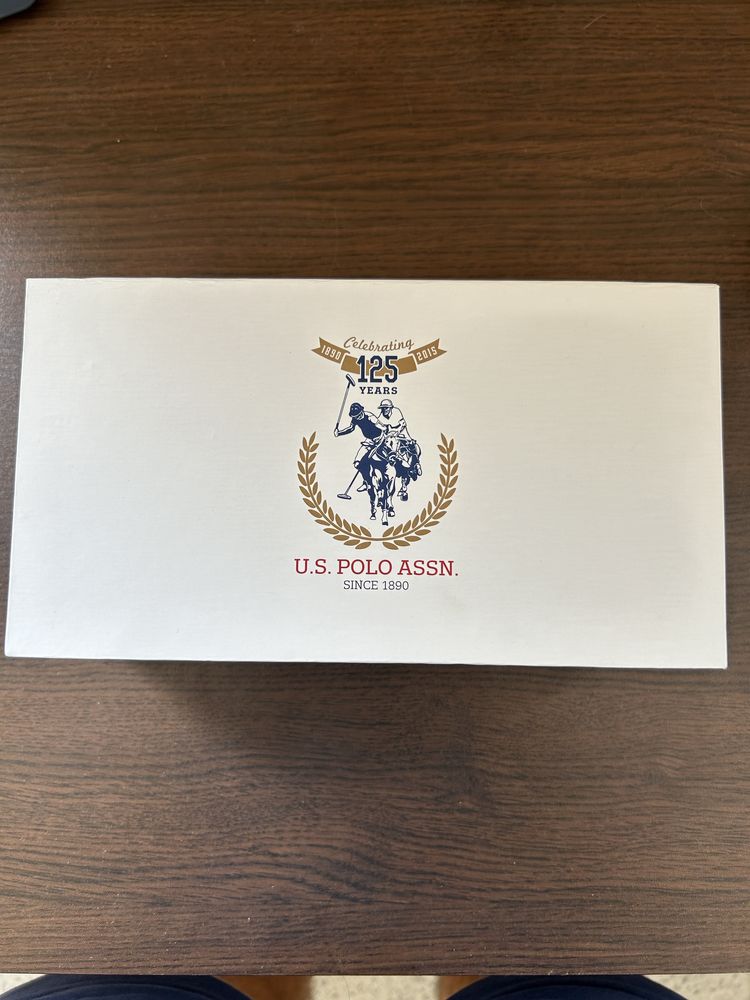 Celebrating
1890 2015
125
YEARS
U.S. POLO ASSN.
SINCE 1890